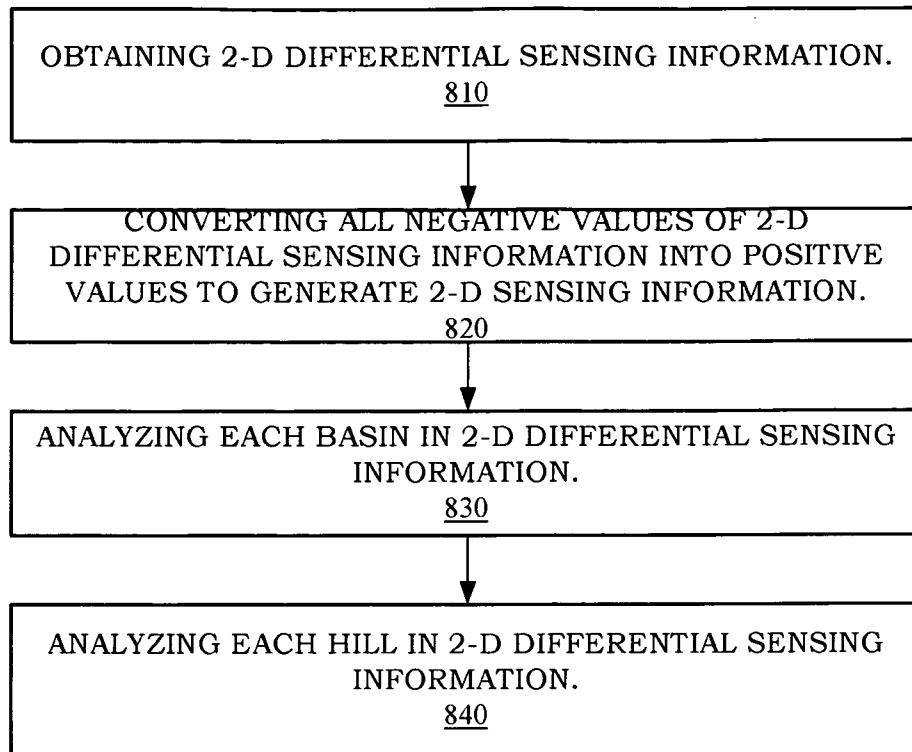 OBTAINING 2-D DIFFERENTIAL SENSING INFORMATION.
810
CONVERTING ALL NEGATIVE VALUES OF 2-D
DIFFERENTIAL SENSING INFORMATION INTO POSITIVE
VALUES TO GENERATE 2-D SENSING INFORMATION.
820
ANALYZING EACH BASIN IN 2-D DIFFERENTIAL SENSING
INFORMATION.
830
ANALYZING EACH HILL IN 2-D DIFFERENTIAL SENSING
INFORMATION.
840